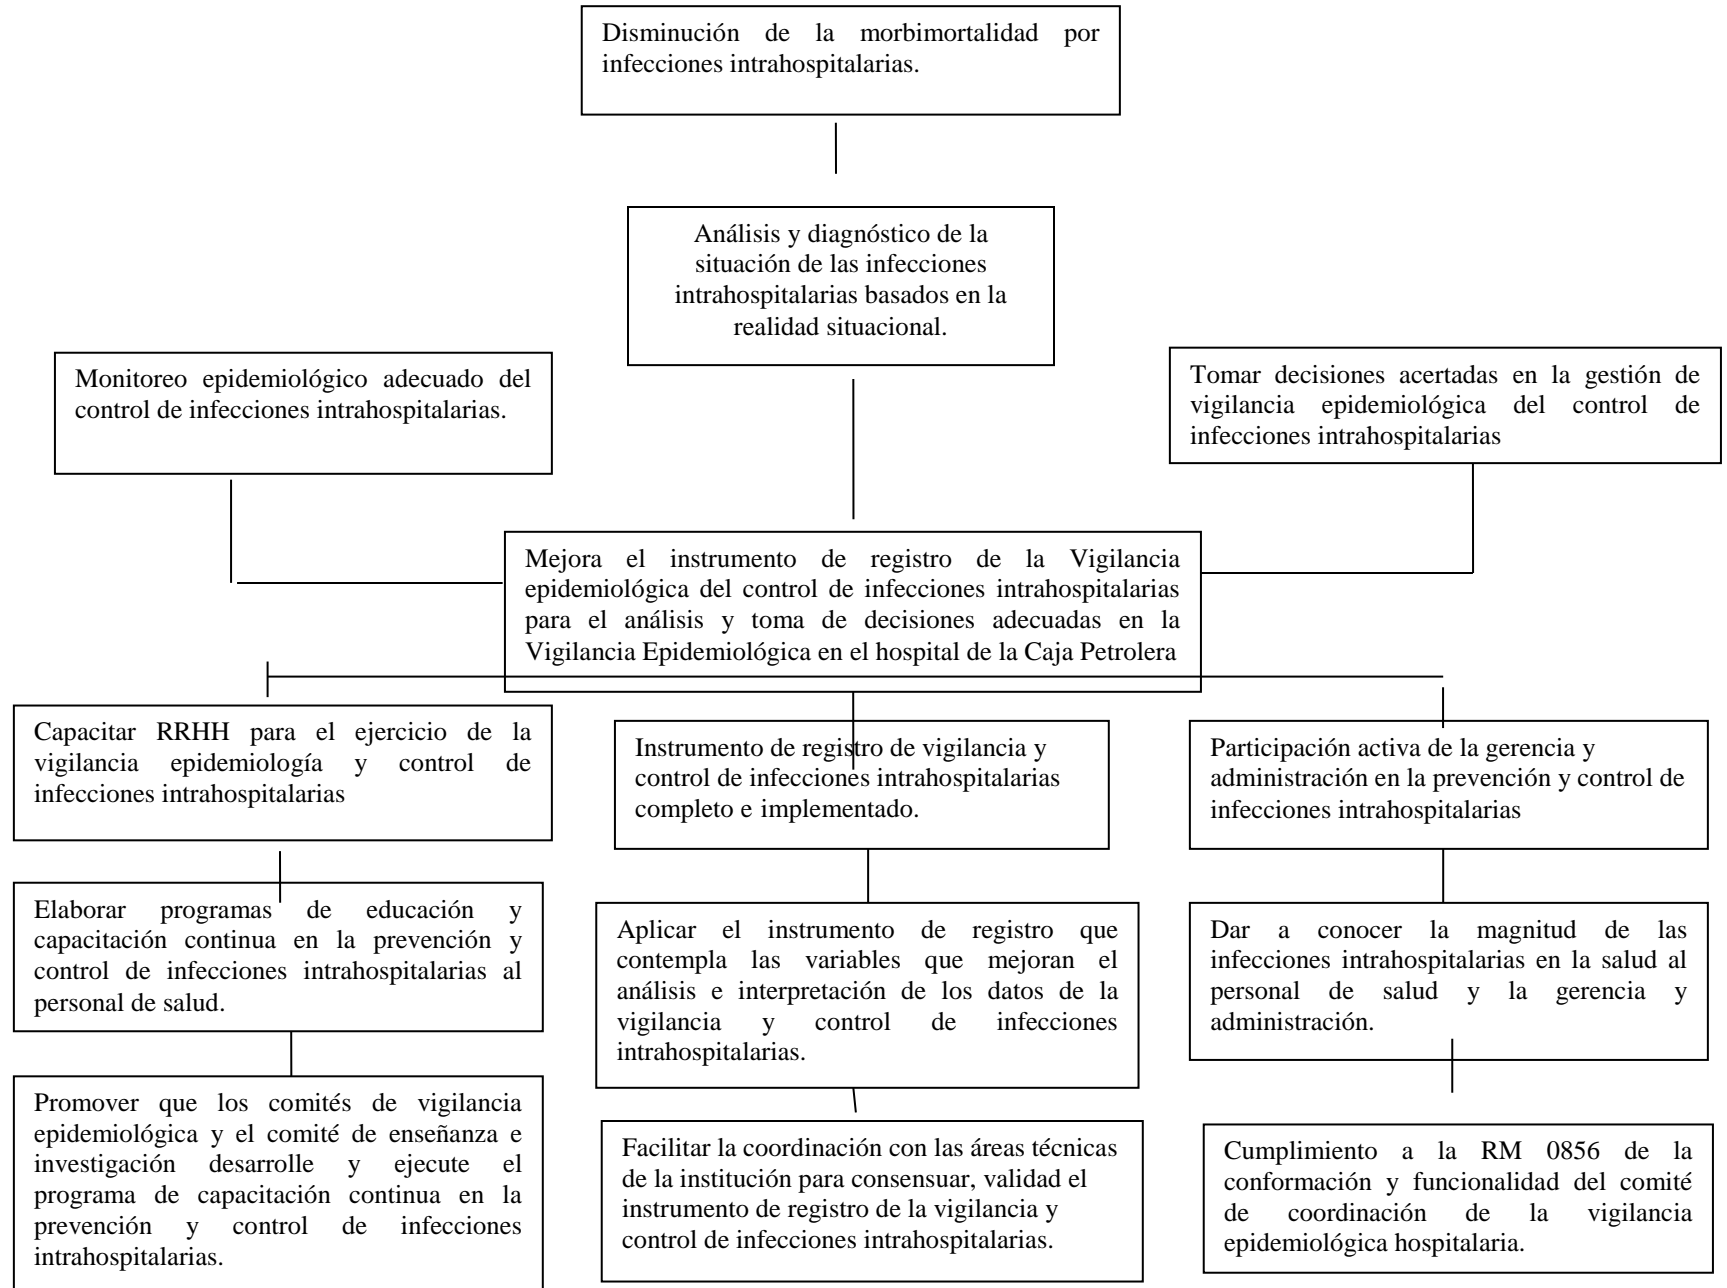 Disminución de la morbimortalidad por
infecciones intrahospitalarias.
Análisis y diagnóstico de la
situación de las infecciones
intrahospitalarias basados en la
realidad situacional.
Monitoreo epidemiológico adecuado del
control de infecciones intrahospitalarias.
Tomar decisiones acertadas en la gestión de
vigilancia epidemiológica del control de
infecciones intrahospitalarias
Mejora el instrumento de registro de la Vigilancia
epidemiológica del control de infecciones intrahospitalarias
para el análisis y toma de decisiones adecuadas en la
Vigilancia Epidemiológica en el hospital de la Caja Petrolera
Capacitar RRHH para el ejercicio de la
vigilancia epidemiología y control de
infecciones intrahospitalarias
Instrumento de registro de vigilancia y
control de infecciones intrahospitalarias
completo e implementado.
Participación activa de la gerencia y
administración en la prevención y control de
infecciones intrahospitalarias
Elaborar programas de educación y
capacitación continua en la prevención y
control de infecciones intrahospitalarias al
personal de salud.
Aplicar el instrumento de registro que
contempla las variables que mejoran el
análisis e interpretación de los datos de la
vigilancia y control de infecciones
intrahospitalarias.
Dar a conocer la magnitud de las
infecciones intrahospitalarias en la salud al
personal de salud y la gerencia y
administración.
Promover que los comités de vigilancia
epidemiológica y el comité de enseñanza e
investigación desarrolle y ejecute el
programa de capacitación continua en la
prevención y control de infecciones
intrahospitalarias.
Facilitar la coordinación con las áreas técnicas
de la institución para consensuar, validad el
instrumento de registro de la vigilancia y
control de infecciones intrahospitalarias.
Cumplimiento a la RM 0856 de la
conformación y funcionalidad del comité
de coordinación de la vigilancia
epidemiológica hospitalaria.